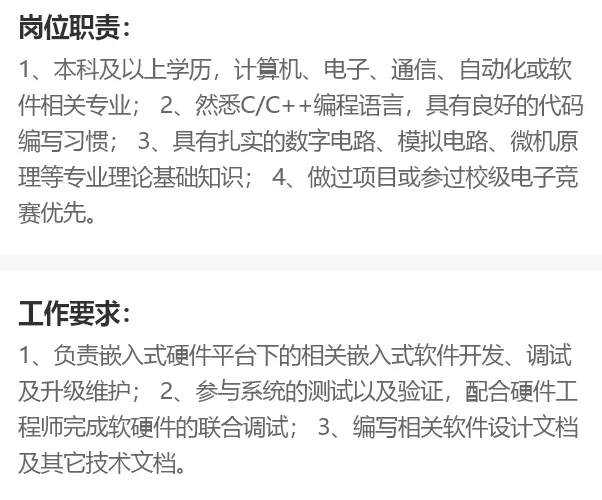 岗位职责：
1、本科及以上学历，计算机、电子、通信、自动化或软
件相关专业； 2、然悉C/C++编程语言，具有良好的代码
编写习惯； 3、具有扎实的数字电路、模拟电路、微机原
理等专业理论基础知识； 4、做过项目或参过校级电子竞
赛优先。
工作要求：
1、负责嵌入式硬件平台下的相关嵌入式软件开发、调试
及升级维护； 2、参与系统的测试以及验证，配合硬件工
程师完成软硬件的联合调试； 3、编写相关软件设计文档
及其它技术文档。